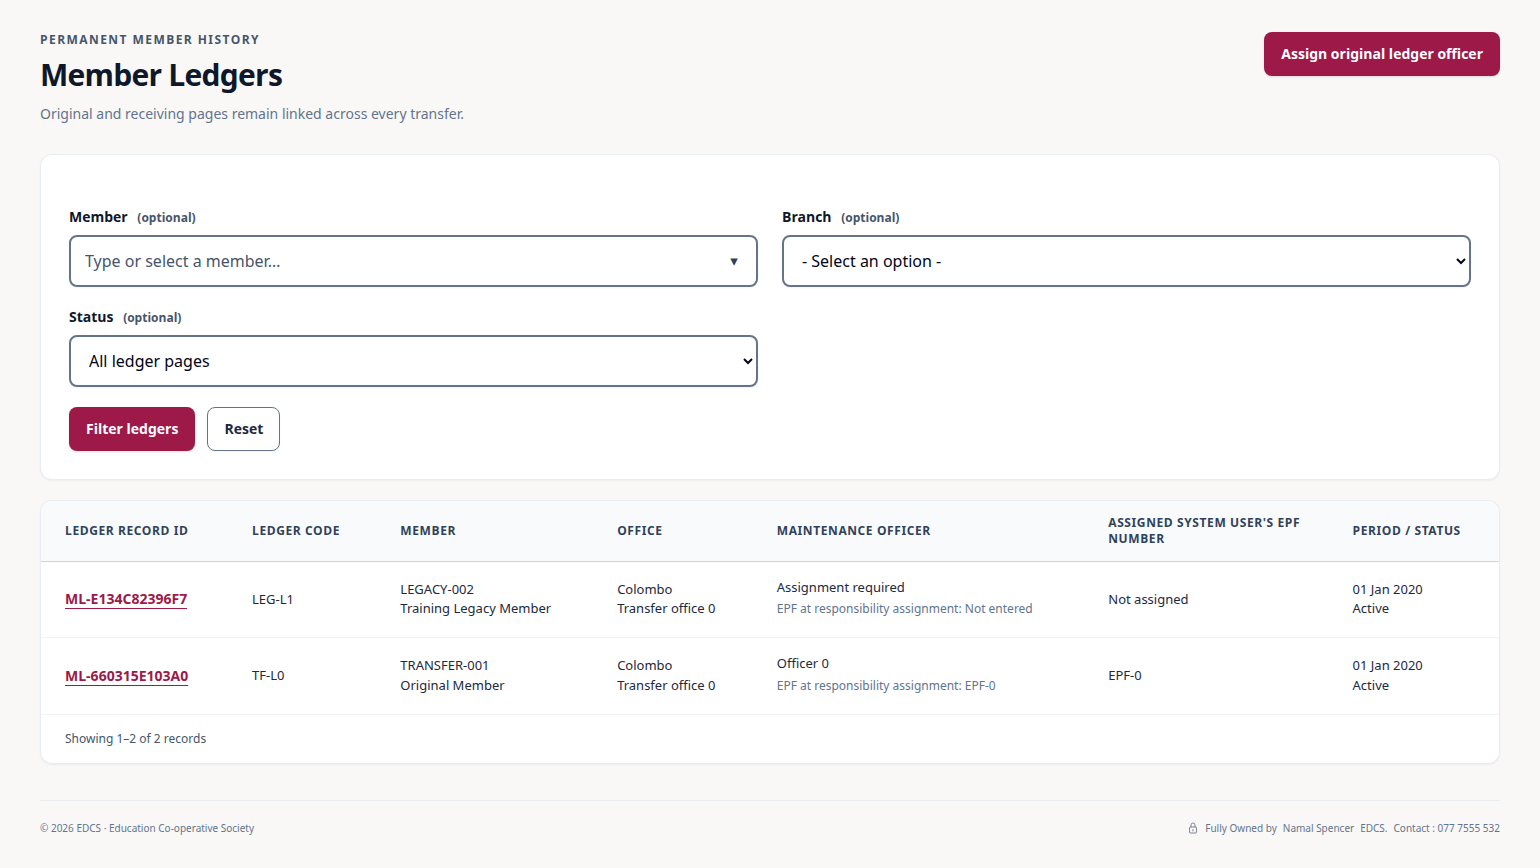 PERMANENT MEMBER HISTORY
Member Ledgers
Original and receiving pages remain linked across every transfer.
Assign original ledger officer
Member (optional)
Type or select a member...
Branch (optional)
- Select an option -
Status (optional)
All ledger pages
Filter ledgers
Reset
LEDGER RECORD ID
LEDGER CODE
MEMBER
OFFICE
MAINTENANCE OFFICER
ASSIGNED SYSTEM USER'S EPF
NUMBER
PERIOD / STATUS
ML-E134C82396F7
LEG-L1
LEGACY-002
Training Legacy Member
Colombo
Transfer office 0
Assignment required
EPF at responsibility assignment: Not entered
Not assigned
01 Jan 2020
Active
ML-660315E103A0
TF-L0
TRANSFER-001
Original Member
Colombo
Transfer office 0
Officer 0
EPF at responsibility assignment: EPF-0
EPF-0
01 Jan 2020
Active
Showing 1–2 of 2 records
© 2026 EDCS · Education Co-operative Society
Fully Owned by Namal Spencer EDCS. Contact : 077 7555 532